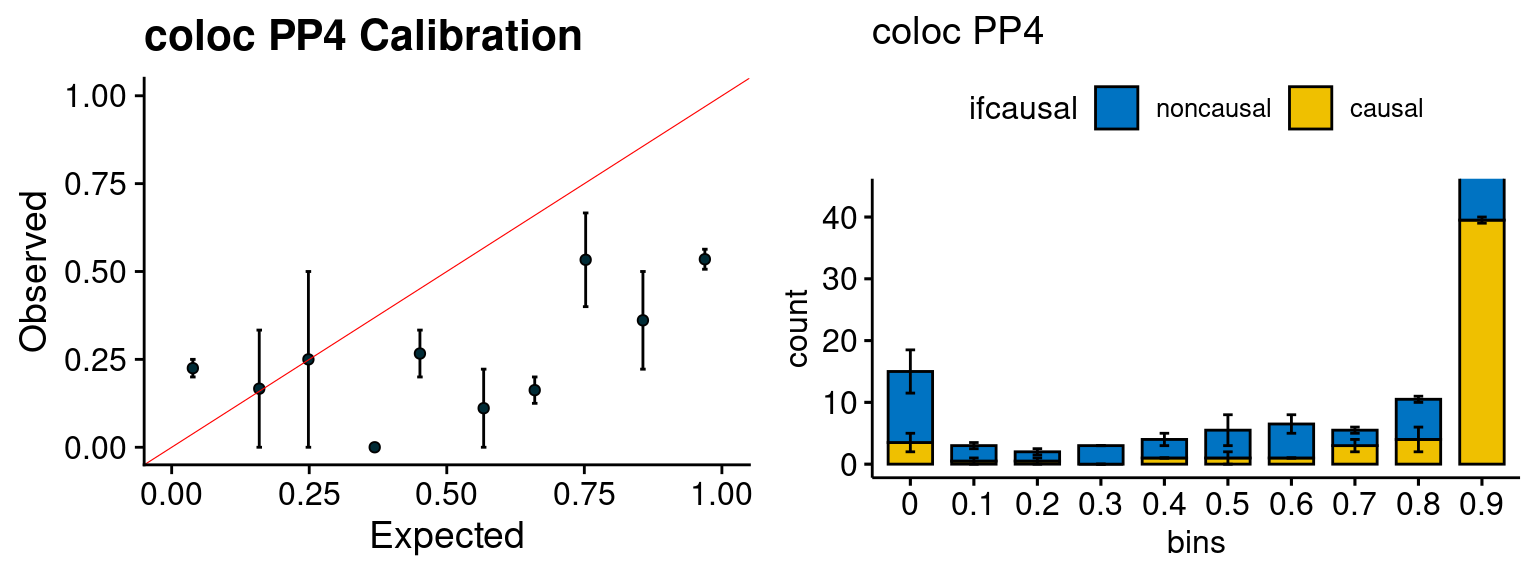 coloc PP4 Calibration
Observed
1.00
0.75
0.50
0.25
0.00
0.00 0.25 0.50 0.75 1.00
Expected
coloc PP4
ifcausal noncausal causal
count
40
30
20
10
0
0 0.1 0.2 0.3 0.4 0.5 0.6 0.7 0.8 0.9
bins